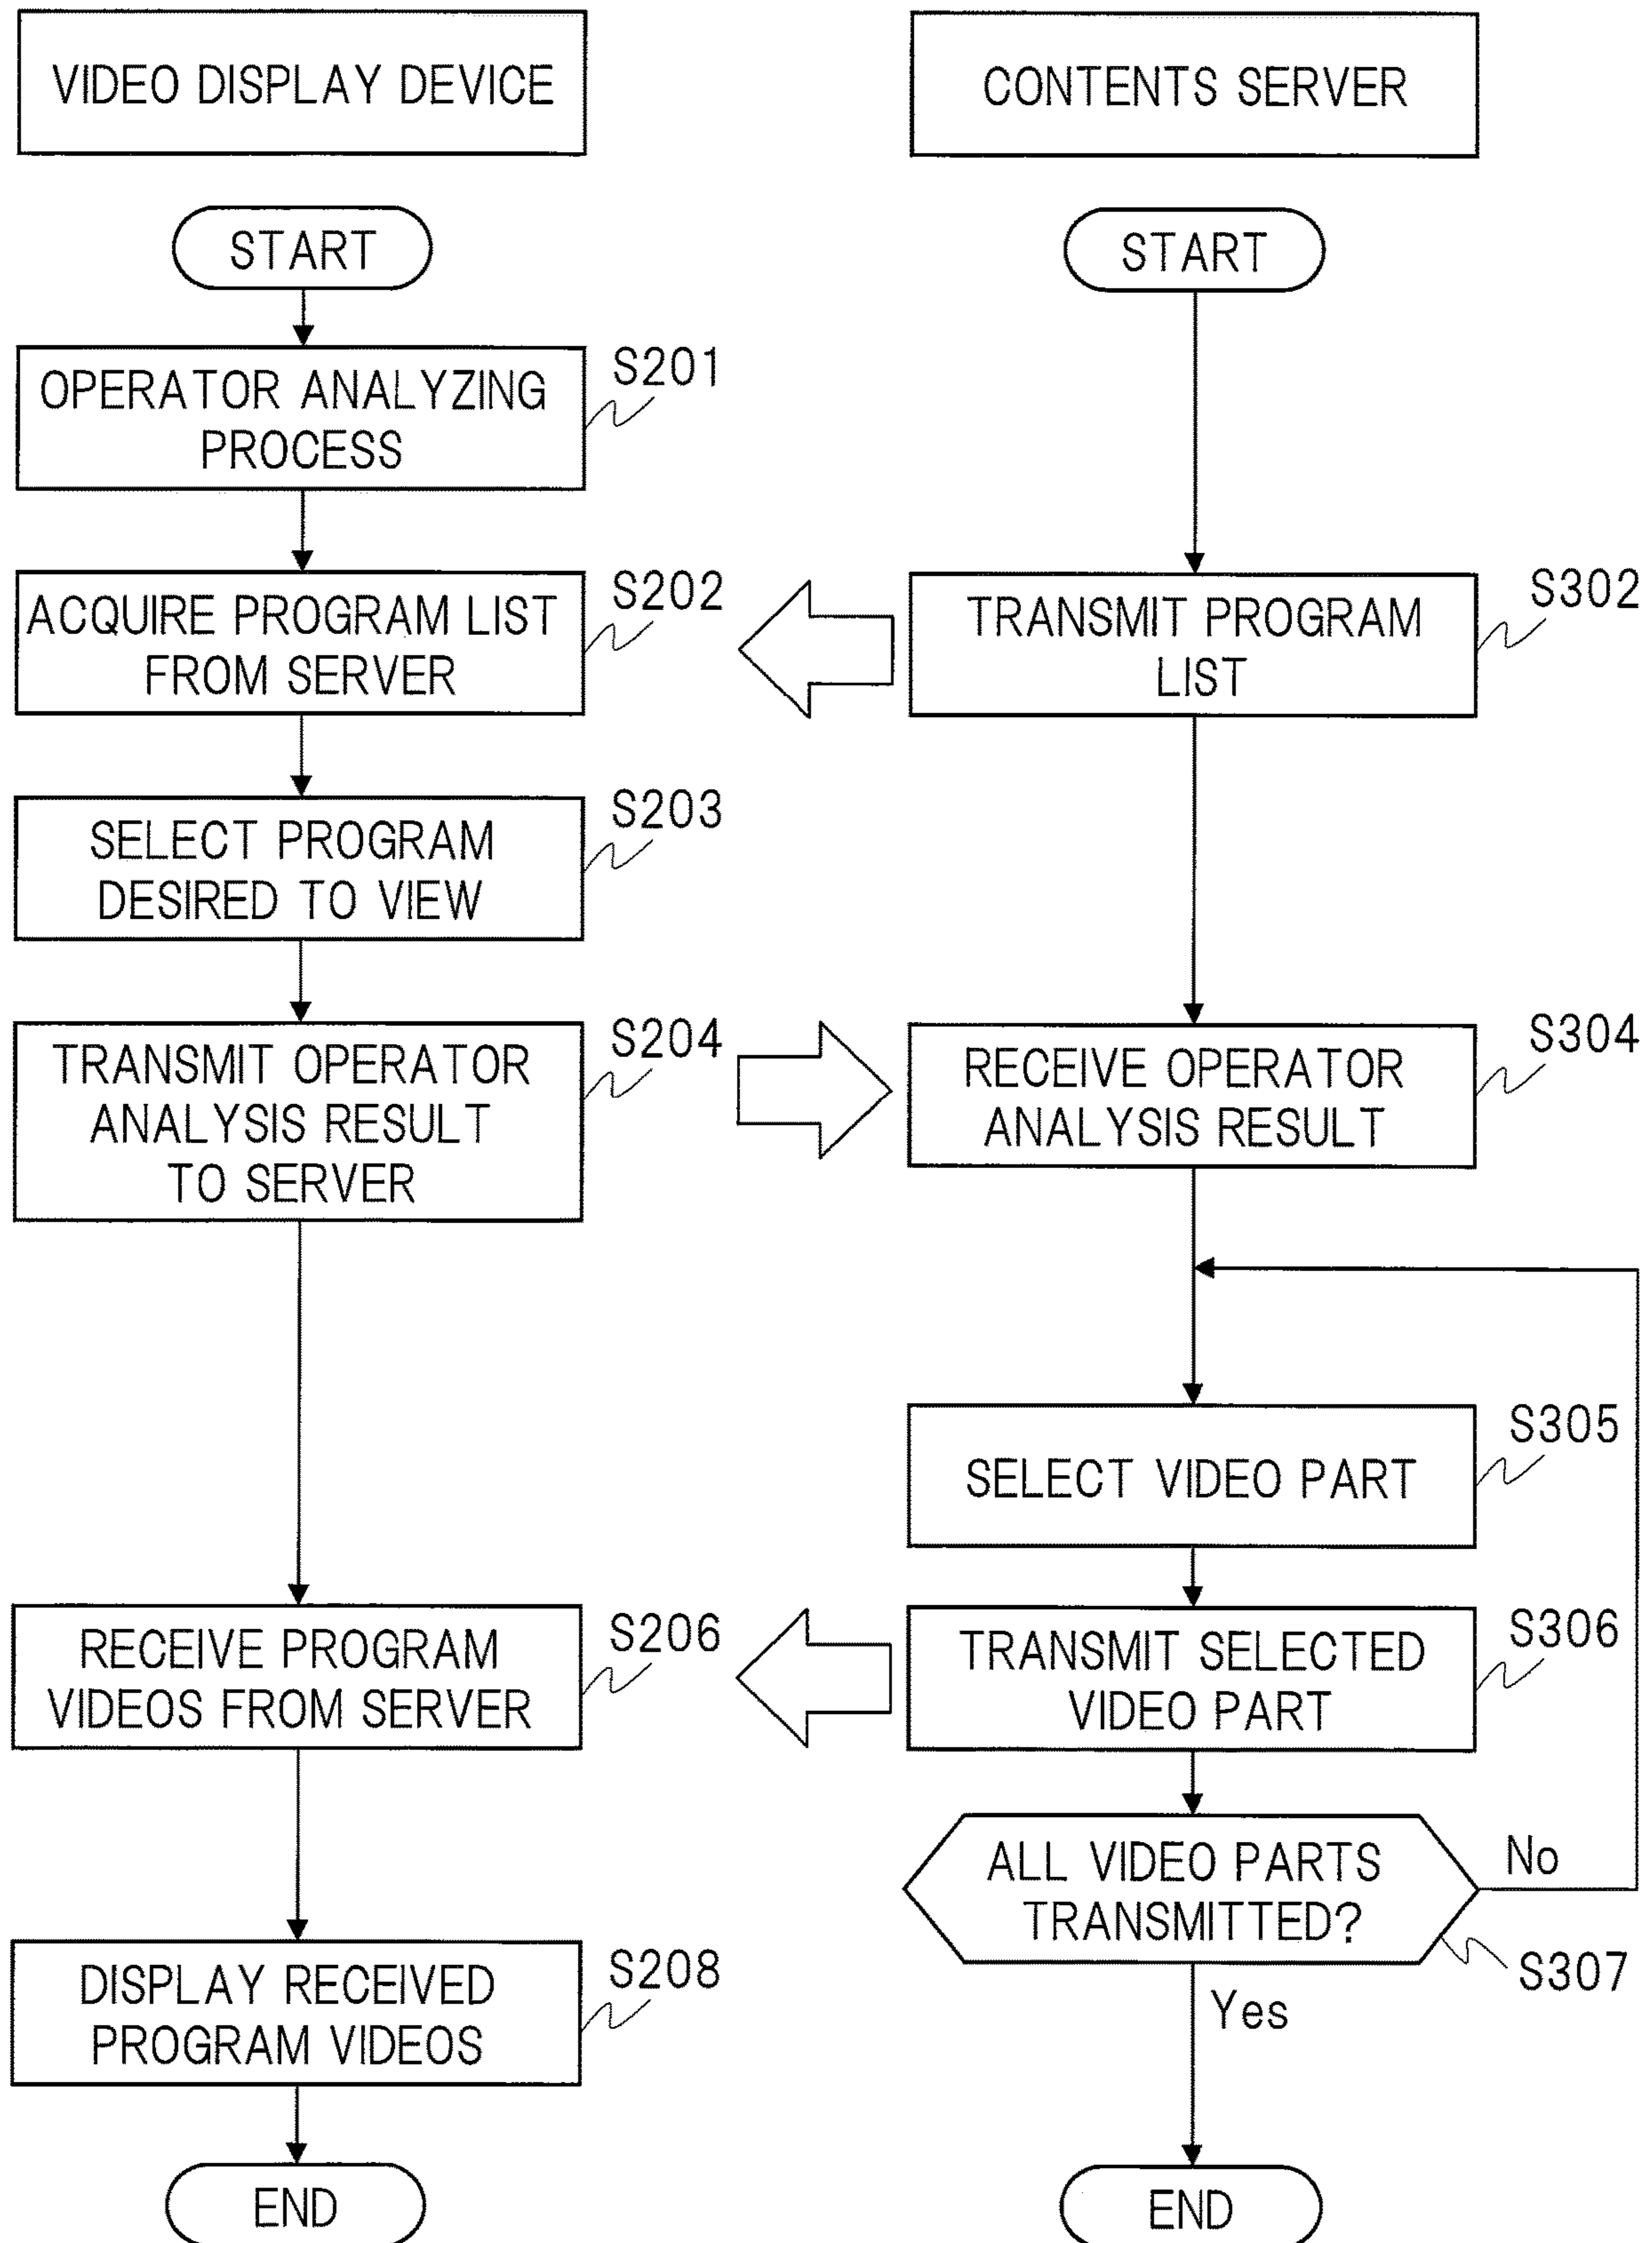 VIDEO DISPLAY DEVICE
CONTENTS SERVER
START
START
OPERATOR ANALYZING
PROCESS
S201
ACQUIRE PROGRAM LIST
FROM SERVER
S202
TRANSMIT PROGRAM
LIST
S302
SELECT PROGRAM
DESIRED TO VIEW
S203
TRANSMIT OPERATOR
ANALYSIS RESULT
TO SERVER
S204
RECEIVE OPERATOR
ANALYSIS RESULT
S304
SELECT VIDEO PART
S305
RECEIVE PROGRAM
VIDEOS FROM SERVER
S206
TRANSMIT SELECTED
VIDEO PART
S306
ALL VIDEO PARTS
TRANSMITTED?
No
S307
Yes
DISPLAY RECEIVED
PROGRAM VIDEOS
S208
END
END